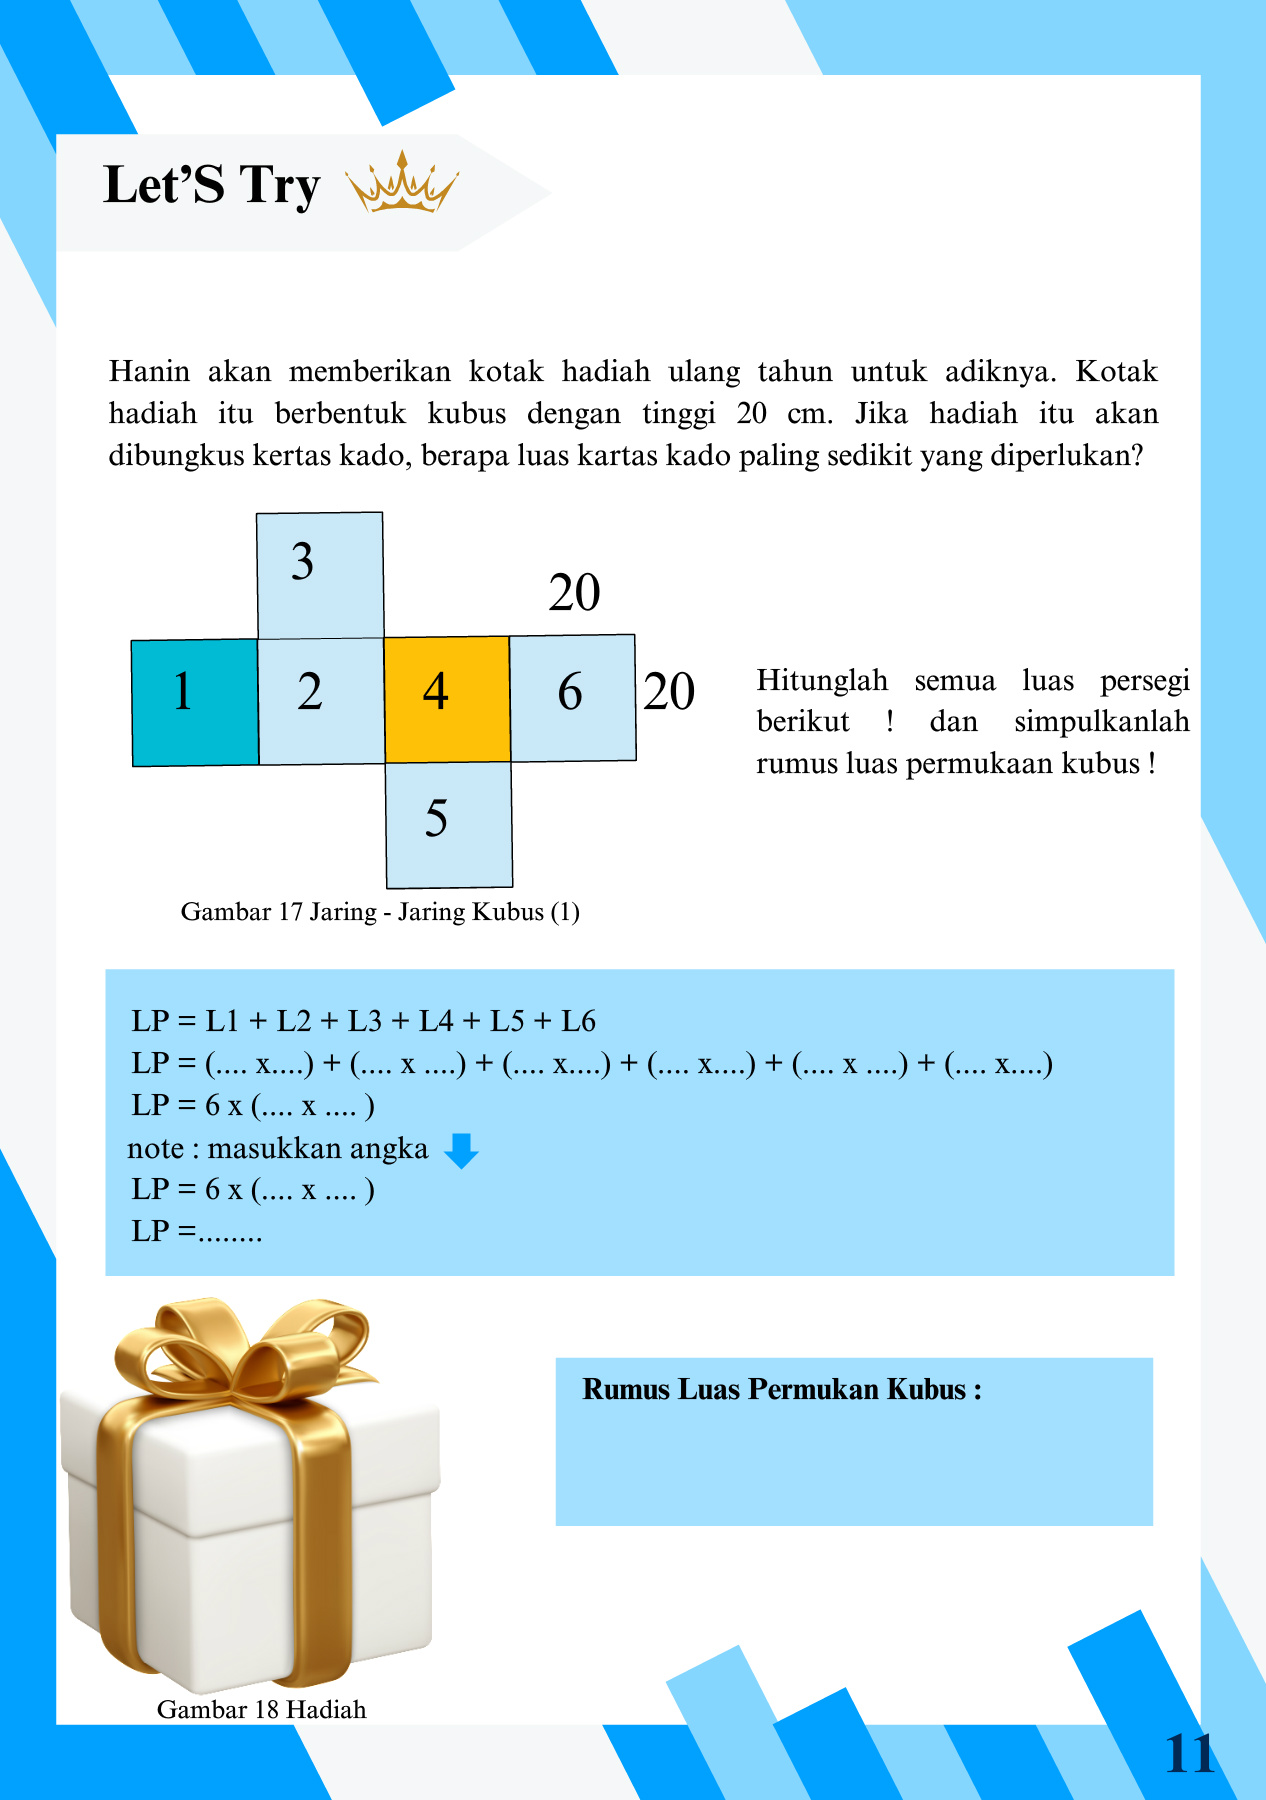 Let’S Try
Hanin akan memberikan kotak hadiah ulang tahun untuk adiknya. Kotak
hadiah itu berbentuk kubus dengan tinggi 20 cm. Jika hadiah itu akan
dibungkus kertas kado, berapa luas kartas kado paling sedikit yang diperlukan?
3
20
1 2 4 6 20
5
Hitunglah semua luas persegi
berikut ! dan simpulkanlah
rumus luas permukaan kubus !
Gambar 17 Jaring - Jaring Kubus (1)
LP = L1 + L2 + L3 + L4 + L5 + L6
LP = (.... x....) + (.... x ....) + (.... x....) + (.... x....) + (.... x ....) + (.... x....)
LP = 6 x (.... x .... )
note : masukkan angka
LP = 6 x (.... x .... )
LP =........
Rumus Luas Permukan Kubus :
Gambar 18 Hadiah
11